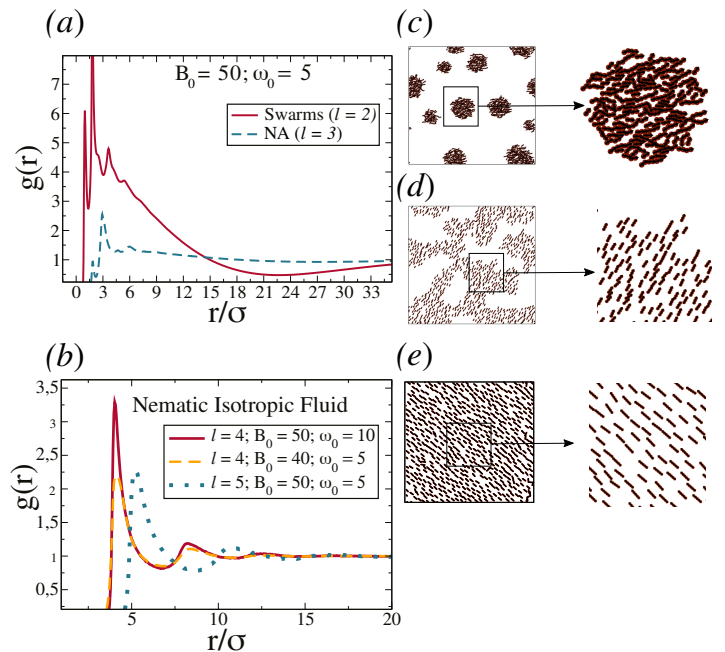 (a)
B₀ = 50; ω₀ = 5
Swarms (l = 2)
NA (l = 3)
7
6
5
4
3
2
1
g(r)
0 3 6 9 12 15 18 21 24 27 30 33
r/σ
(b)
Nematic Isotropic Fluid
l = 4; B₀ = 50; ω₀ = 10
l = 4; B₀ = 40; ω₀ = 5
l = 5; B₀ = 50; ω₀ = 5
3,5
3
2,5
2
1,5
1
0,5
g(r)
5 10 15 20
r/σ
(c)
(d)
(e)